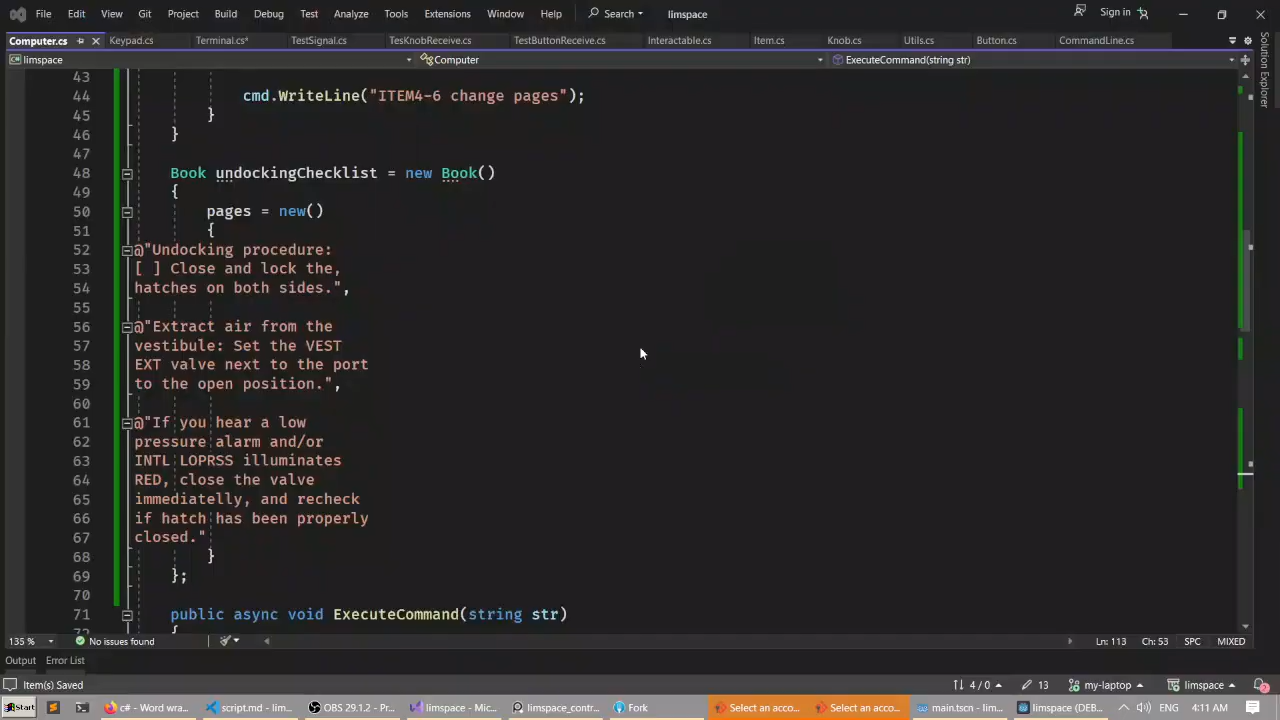 File Edit View Git Project Build Debug Test Analyze Tools Extensions Window Help Search limspace Sign in
Computer.cs Keypad.cs Terminal.cs* TestSignal.cs TesKnobReceive.cs TestButtonReceive.cs Interactable.cs Item.cs Knob.cs Utils.cs Button.cs CommandLine.cs
limspace Computer ExecuteCommand(string str)
43
44 cmd.WriteLine("ITEM4-6 change pages");
45 }
46 }
47
48 Book undockingChecklist = new Book()
49 {
50 pages = new()
51 {
52 @"Undocking procedure:
53 [ ] Close and lock the,
54 hatches on both sides.",
55
56 @"Extract air from the
57 vestibule: Set the VEST
58 EXT valve next to the port
59 to the open position.",
60
61 @"If you hear a low
62 pressure alarm and/or
63 INTL LOPRSS illuminates
64 RED, close the valve
65 immediatelly, and recheck
66 if hatch has been properly
67 closed."
68 }
69 };
70
71 public async void ExecuteCommand(string str)
72 {
Solution Explorer
135 % No issues found Ln: 113 Ch: 53 SPC MIXED
Output Error List
Item(s) Saved 4 / 0 13 my-laptop limspace 2
Start c# - Word wra... script.md - lim... OBS 29.1.2 - Pr... limspace - Mic... limspace_contr... Fork Select an acco... Select an acco... main.tscn - lim... limspace (DEB... ENG 4:11 AM